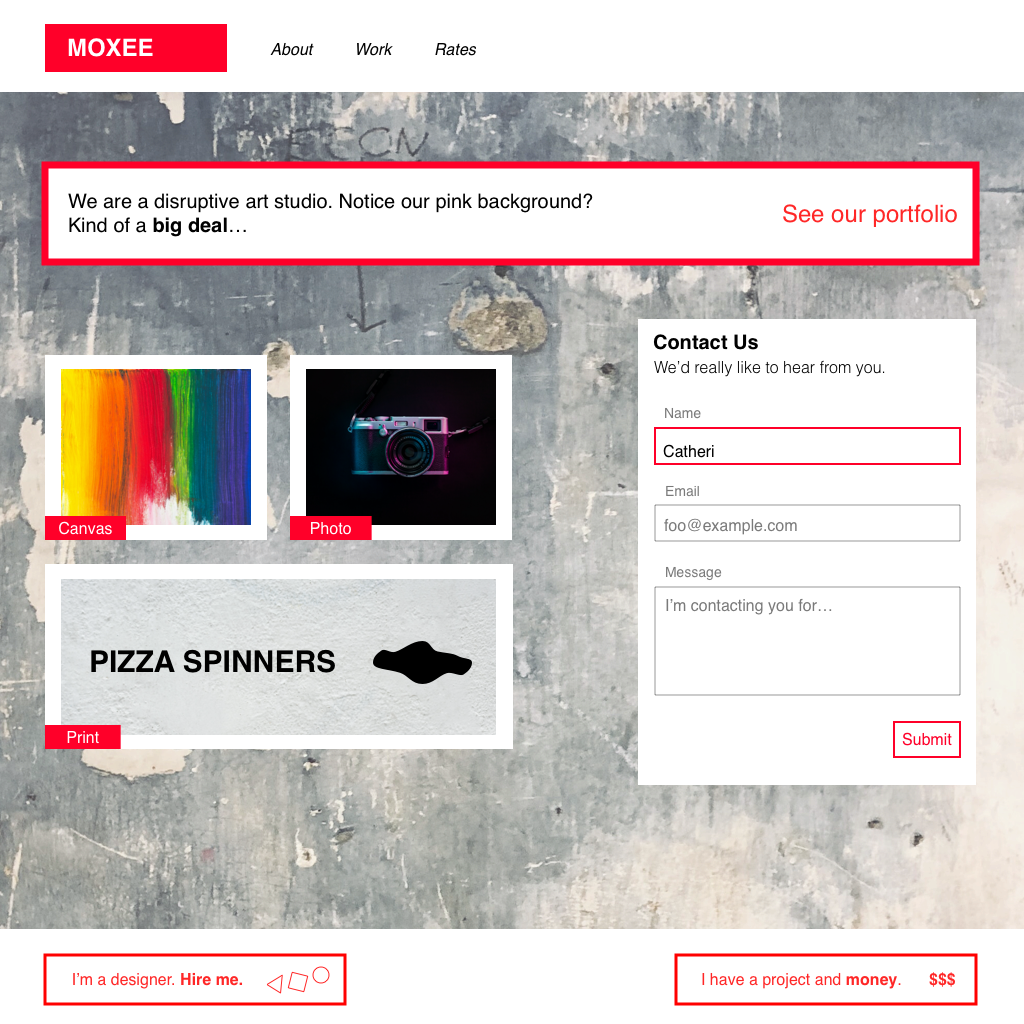 MOXEE
About Work Rates
ECON
We are a disruptive art studio. Notice our pink background?
Kind of a big deal…
See our portfolio
Canvas
Photo
PIZZA SPINNERS
Print
Contact Us
We’d really like to hear from you.
Name
Catheri
Email
foo@example.com
Message
I’m contacting you for…
Submit
I’m a designer. Hire me.
I have a project and money. $$$